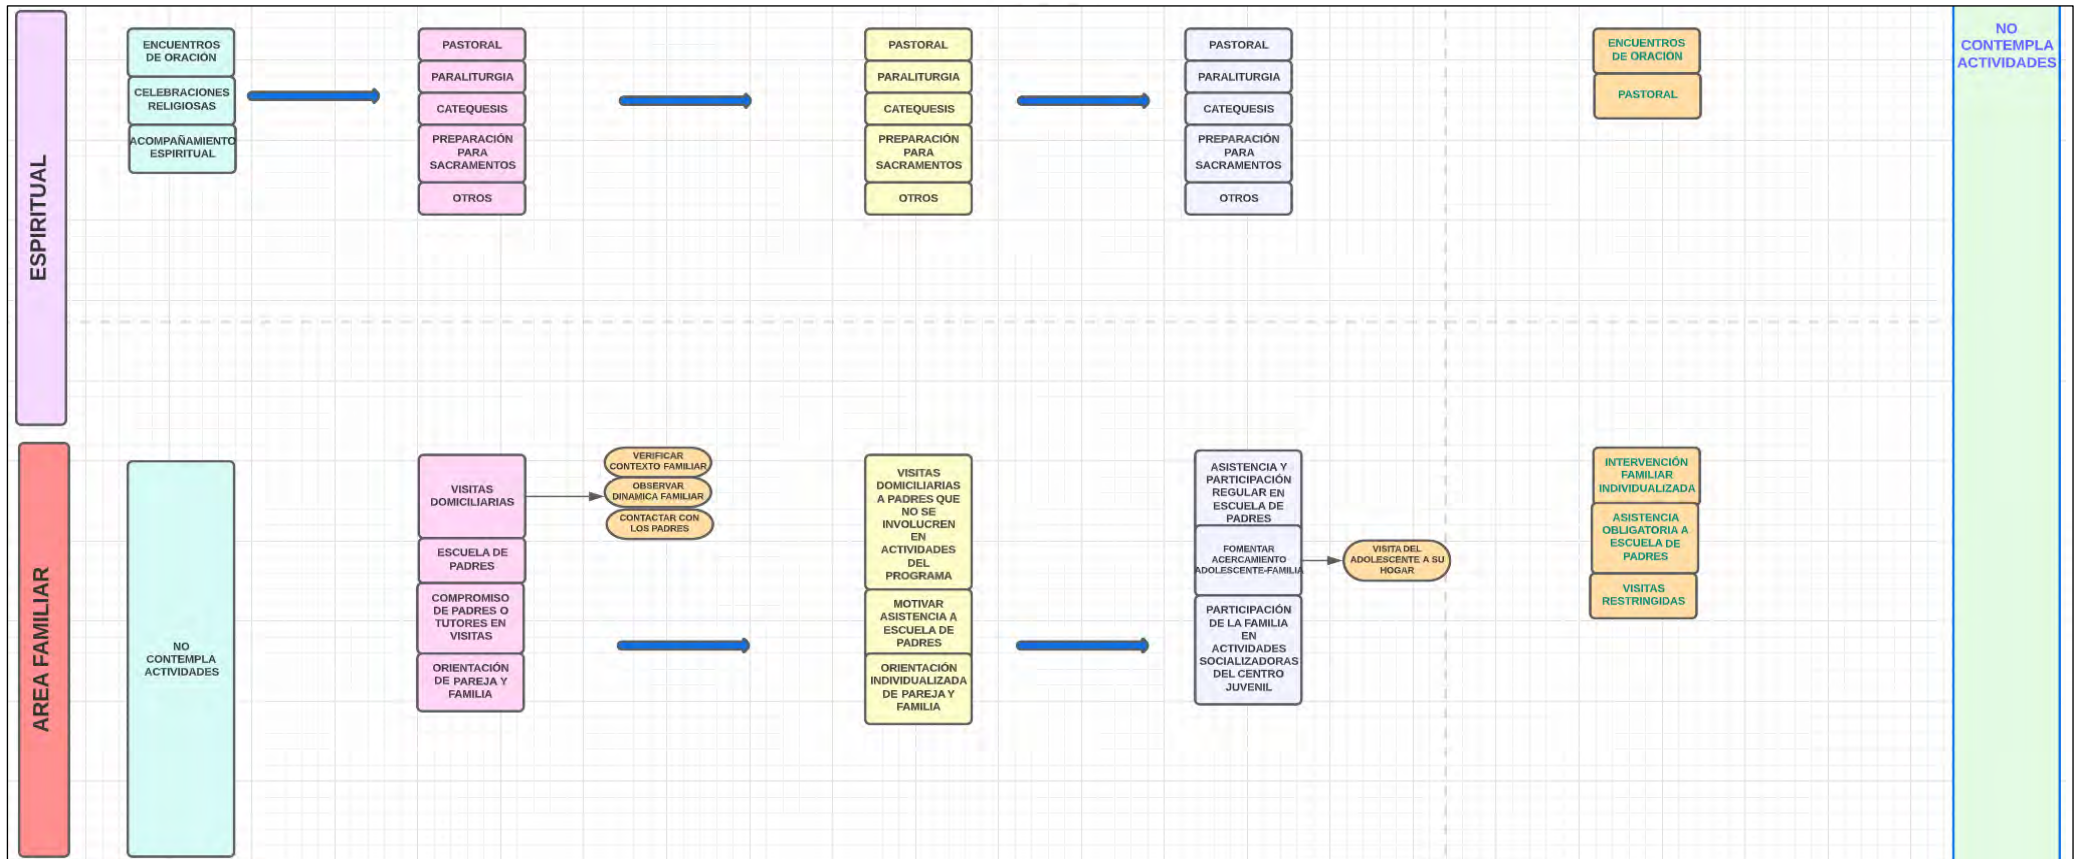 ESPIRITUAL
ENCUENTROS
DE ORACIÓN
CELEBRACIONES
RELIGIOSAS
ACOMPAÑAMIENTO
ESPIRITUAL
PASTORAL
PARALITURGIA
CATEQUESIS
PREPARACIÓN
PARA
SACRAMENTOS
OTROS
PASTORAL
PARALITURGIA
CATEQUESIS
PREPARACIÓN
PARA
SACRAMENTOS
OTROS
PASTORAL
PARALITURGIA
CATEQUESIS
PREPARACIÓN
PARA
SACRAMENTOS
OTROS
ENCUENTROS
DE ORACIÓN
PASTORAL
NO
CONTEMPLA
ACTIVIDADES
AREA FAMILIAR
NO
CONTEMPLA
ACTIVIDADES
VISITAS
DOMICILIARIAS
VERIFICAR
CONTEXTO FAMILIAR
OBSERVAR
DINAMICA FAMILIAR
CONTACTAR CON
LOS PADRES
ESCUELA DE
PADRES
COMPROMISO
DE PADRES O
TUTORES EN
VISITAS
ORIENTACIÓN
DE PAREJA Y
FAMILIA
VISITAS
DOMICILIARIAS
A PADRES QUE
NO SE
INVOLUCREN
EN
ACTIVIDADES
DEL
PROGRAMA
MOTIVAR
ASISTENCIA A
ESCUELA DE
PADRES
ORIENTACIÓN
INDIVIDUALIZADA
DE PAREJA Y
FAMILIA
ASISTENCIA Y
PARTICIPACIÓN
REGULAR EN
ESCUELA DE
PADRES
FOMENTAR
ACERCAMIENTO
ADOLESCENTE-FAMILIA
VISITA DEL
ADOLESCENTE A SU
HOGAR
PARTICIPACIÓN
DE LA FAMILIA
EN
ACTIVIDADES
SOCIALIZADORAS
DEL CENTRO
JUVENIL
INTERVENCIÓN
FAMILIAR
INDIVIDUALIZADA
ASISTENCIA
OBLIGATORIA A
ESCUELA DE
PADRES
VISITAS
RESTRINGIDAS